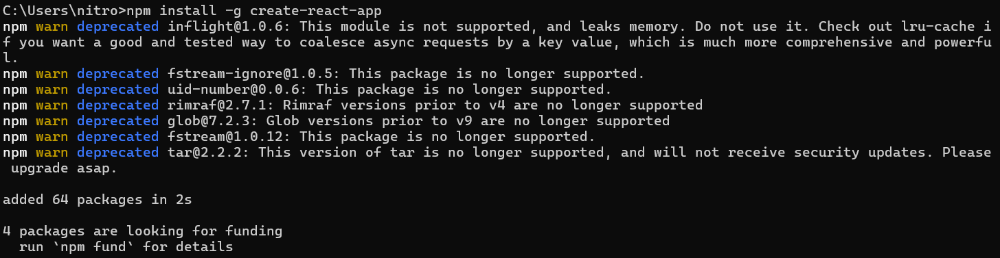 C:\Users\nitro>npm install -g create-react-app
npm warn deprecated inflight@1.0.6: This module is not supported, and leaks memory. Do not use it. Check out lru-cache i
f you want a good and tested way to coalesce async requests by a key value, which is much more comprehensive and powerfu
l.
npm warn deprecated fstream-ignore@1.0.5: This package is no longer supported.
npm warn deprecated uid-number@0.0.6: This package is no longer supported.
npm warn deprecated rimraf@2.7.1: Rimraf versions prior to v4 are no longer supported
npm warn deprecated glob@7.2.3: Glob versions prior to v9 are no longer supported
npm warn deprecated fstream@1.0.12: This package is no longer supported.
npm warn deprecated tar@2.2.2: This version of tar is no longer supported, and will not receive security updates. Please
 upgrade asap.

added 64 packages in 2s

4 packages are looking for funding
  run `npm fund` for details